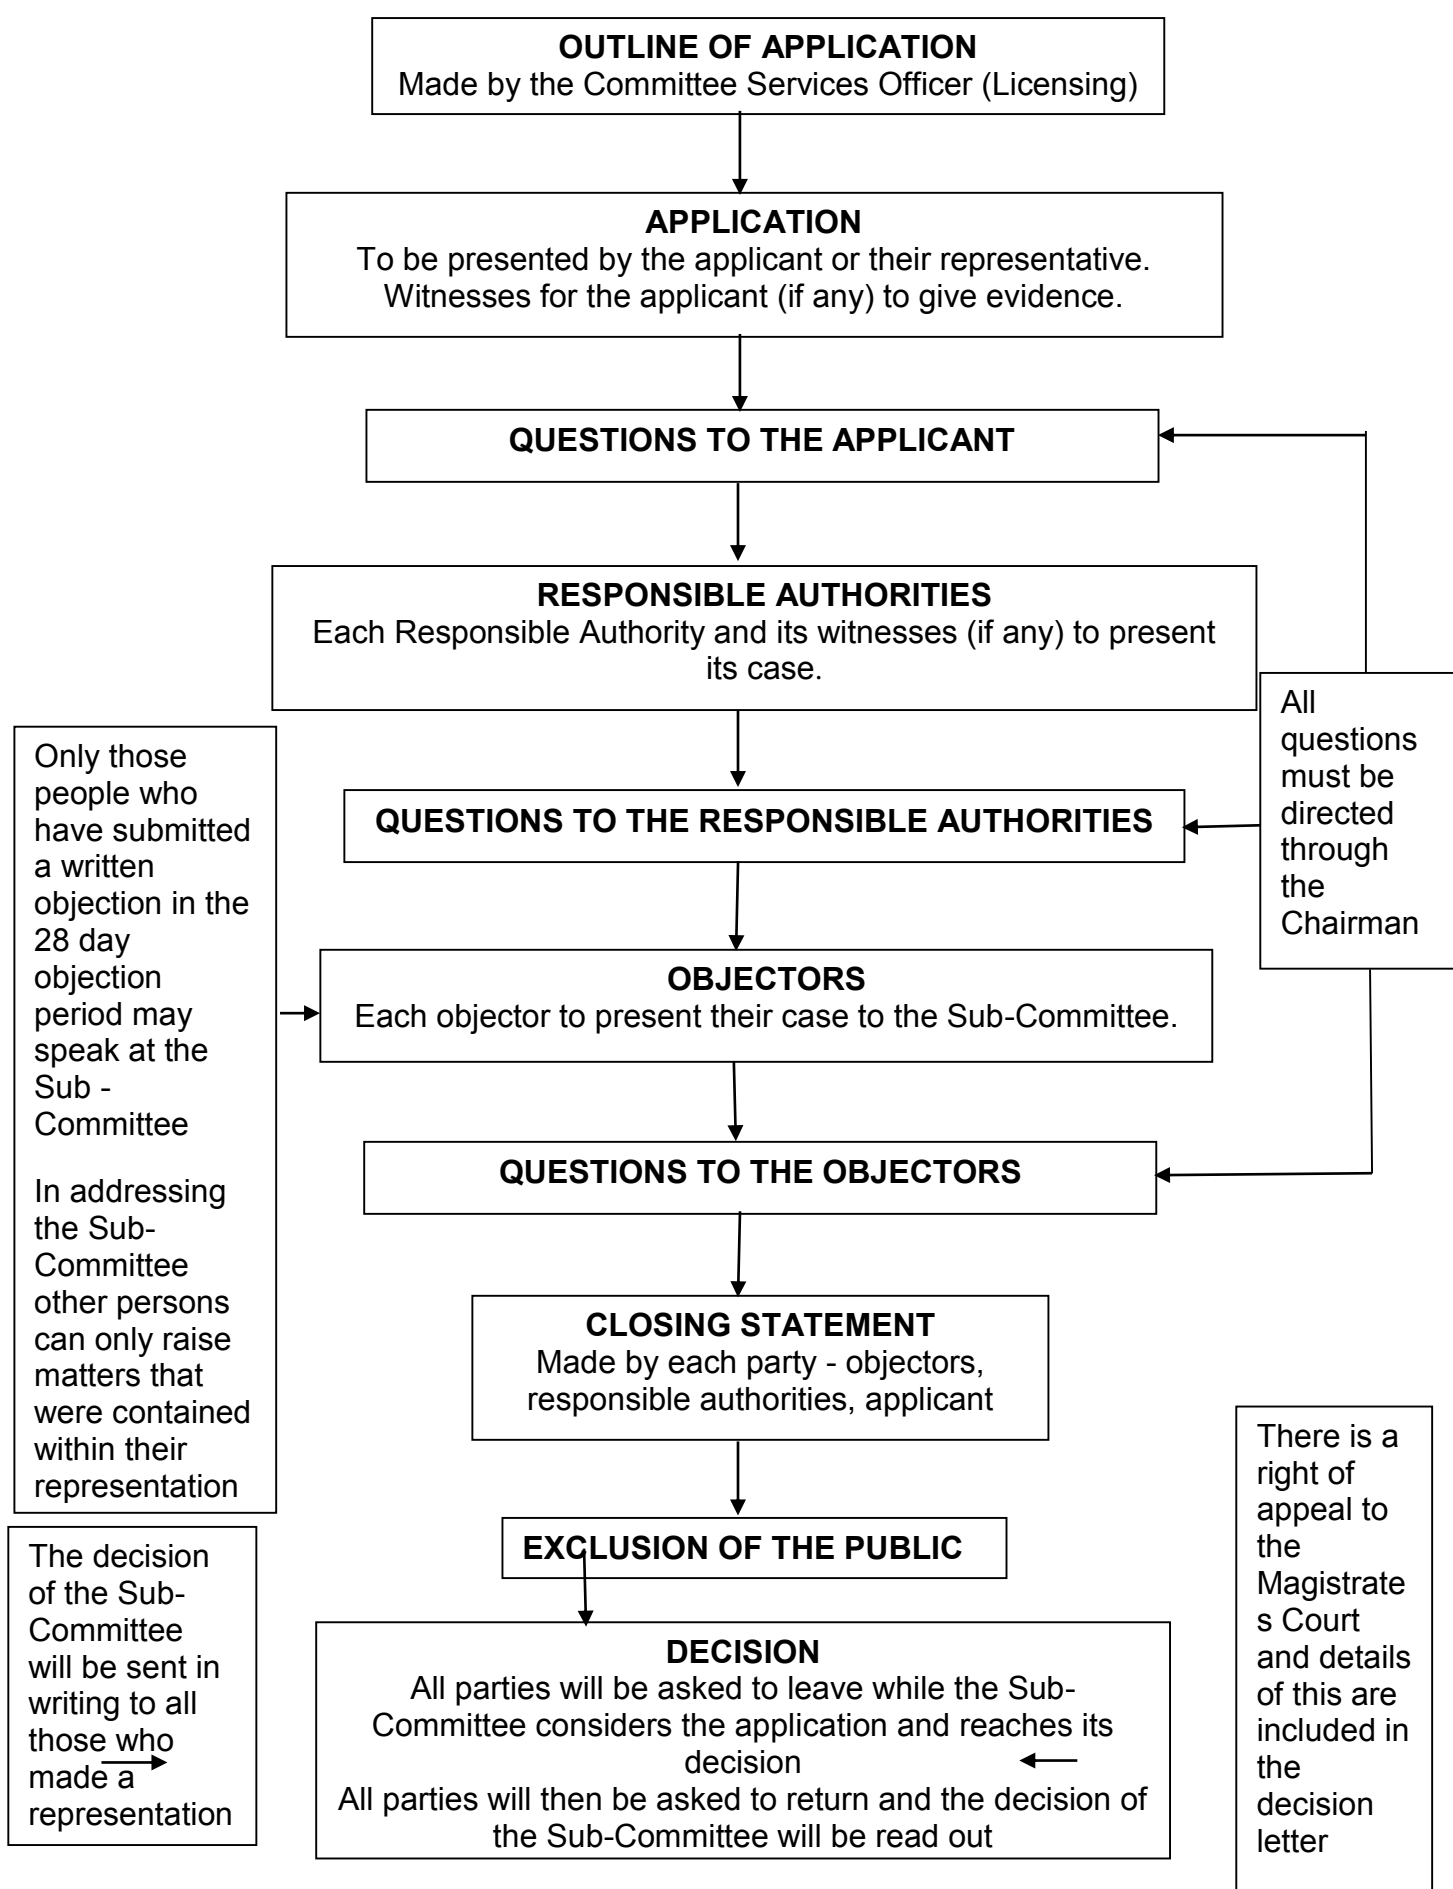 OUTLINE OF APPLICATION
Made by the Committee Services Officer (Licensing)
APPLICATION
To be presented by the applicant or their representative.
Witnesses for the applicant (if any) to give evidence.
QUESTIONS TO THE APPLICANT
RESPONSIBLE AUTHORITIES
Each Responsible Authority and its witnesses (if any) to present
its case.
All
questions
must be
directed
through
the
Chairman
QUESTIONS TO THE RESPONSIBLE AUTHORITIES
Only those
people who
have submitted
a written
objection in the
28 day
objection
period may
speak at the
Sub -
Committee
In addressing
the Sub-
Committee
other persons
can only raise
matters that
were contained
within their
representation
OBJECTORS
Each objector to present their case to the Sub-Committee.
QUESTIONS TO THE OBJECTORS
CLOSING STATEMENT
Made by each party - objectors,
responsible authorities, applicant
EXCLUSION OF THE PUBLIC
The decision
of the Sub-
Committee
will be sent in
writing to all
those who
made a
representation
DECISION
All parties will be asked to leave while the Sub-
Committee considers the application and reaches its
decision
All parties will then be asked to return and the decision of
the Sub-Committee will be read out
There is a
right of
appeal to
the
Magistrate
s Court
and details
of this are
included in
the
decision
letter